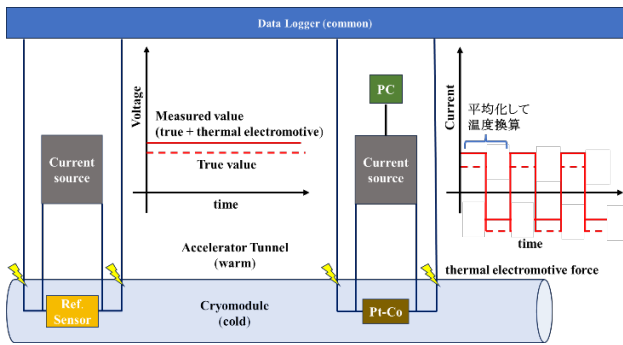 Data Logger (common)
Voltage
Measured value
(true + thermal electromotive)
True value
time
Current
source
PC
Current
source
Current
平均化して
温度換算
time
Accelerator Tunnel
(warm)
thermal electromotive force
Ref.
Sensor
Cryomodule
(cold)
Pt-Co